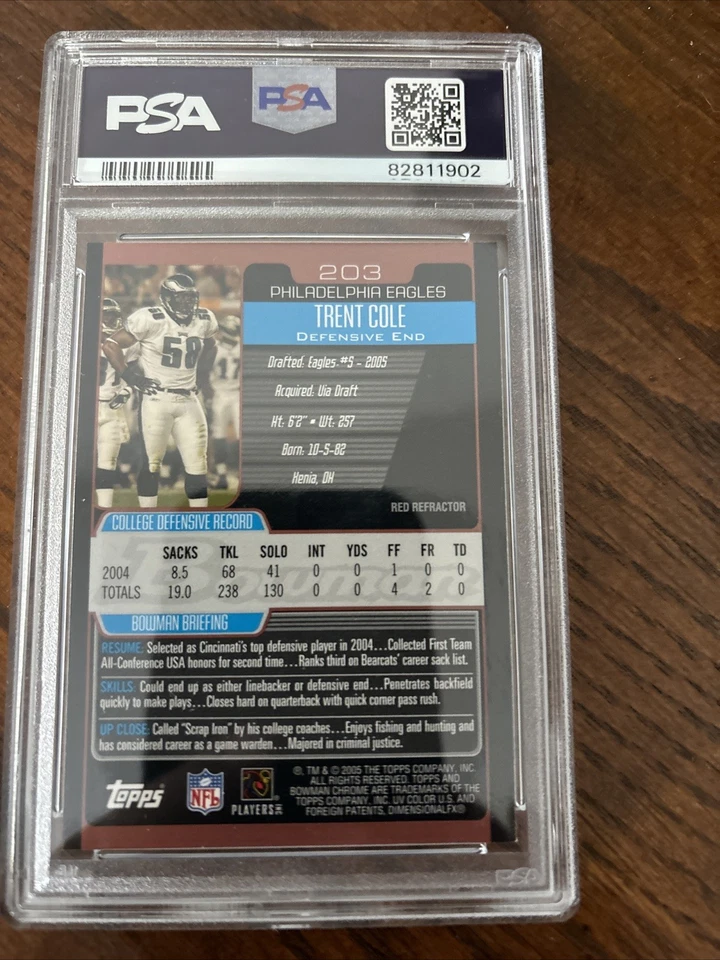 PSA
PSA
82811902
203
PHILADELPHIA EAGLES
TRENT COLE
DEFENSIVE END
Drafted: Eagles #5 - 2005
Acquired: Via Draft
Ht: 6'2" • Wt: 257
Born: 10-5-82
Xenia, OH
RED REFRACTOR
58
17
COLLEGE DEFENSIVE RECORD
SACKS TKL SOLO INT YDS FF FR TD
2004 8.5 68 41 0 0 1 0 0
TOTALS 19.0 238 130 0 0 4 2 0
Bowman
BOWMAN BRIEFING
RESUME: Selected as Cincinnati's top defensive player in 2004...Collected First Team
All-Conference USA honors for second time...Ranks third on Bearcats' career sack list.
SKILLS: Could end up as either linebacker or defensive end...Penetrates backfield
quickly to make plays...Closes hard on quarterback with quick corner pass rush.
UP CLOSE: Called "Scrap Iron" by his college coaches...Enjoys fishing and hunting and
has considered career as a game warden...Majored in criminal justice.
topps
NFL
PLAYERS INC
®, TM & © 2005 THE TOPPS COMPANY, INC.
ALL RIGHTS RESERVED. TOPPS AND
BOWMAN CHROME ARE TRADEMARKS OF
THE TOPPS COMPANY, INC. UV COLOR U.S. AND
FOREIGN PATENTS, DIMENSIONALFX®
PSA